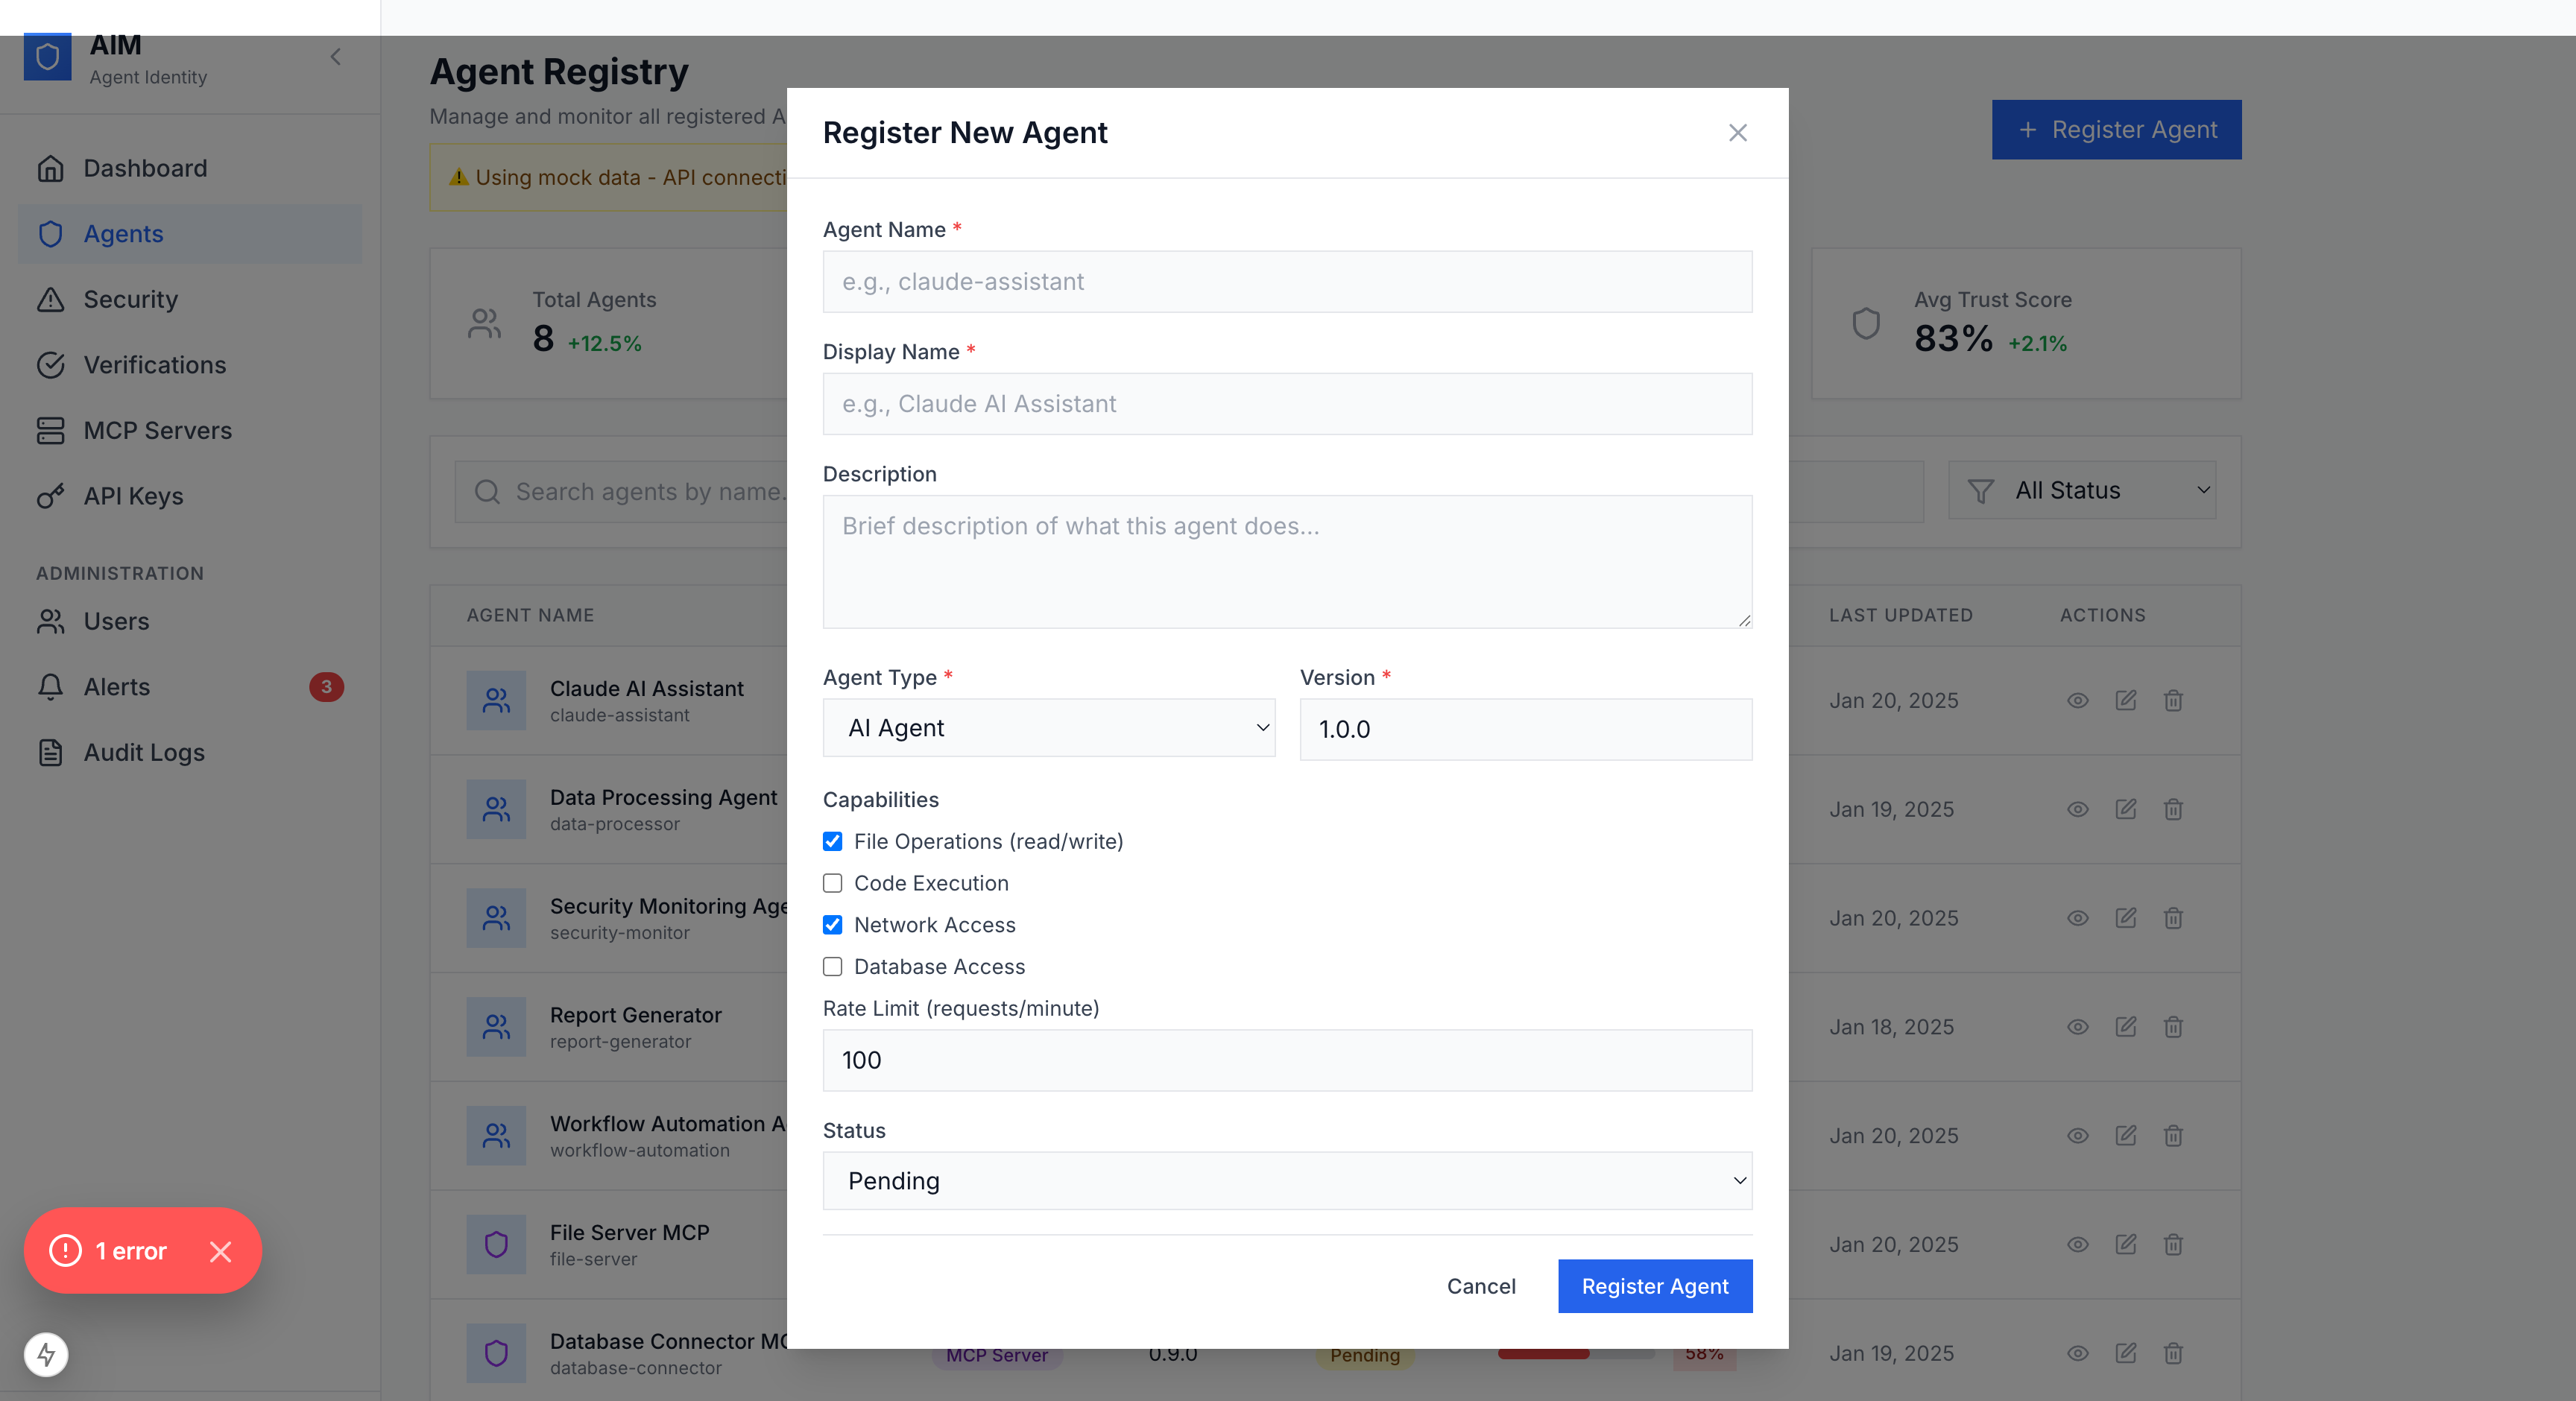 AIM
Agent Identity
Dashboard
Agents
Security
Verifications
MCP Servers
API Keys
ADMINISTRATION
Users
Alerts
3
Audit Logs
1 error
Agent Registry
Manage and monitor all registered A
Using mock data - API connecti
+ Register Agent
Total Agents
8 +12.5%
Avg Trust Score
83% +2.1%
Search agents by name.
All Status
AGENT NAME
LAST UPDATED
ACTIONS
Claude AI Assistant
claude-assistant
Jan 20, 2025
Data Processing Agent
data-processor
Jan 19, 2025
Security Monitoring Age
security-monitor
Jan 20, 2025
Report Generator
report-generator
Jan 18, 2025
Workflow Automation A
workflow-automation
Jan 20, 2025
File Server MCP
file-server
Jan 20, 2025
Database Connector MC
database-connector
MCP Server
0.9.0
Pending
58%
Jan 19, 2025
Register New Agent
Agent Name *
e.g., claude-assistant
Display Name *
e.g., Claude AI Assistant
Description
Brief description of what this agent does...
Agent Type *
AI Agent
Version *
1.0.0
Capabilities
File Operations (read/write)
Code Execution
Network Access
Database Access
Rate Limit (requests/minute)
100
Status
Pending
Cancel
Register Agent